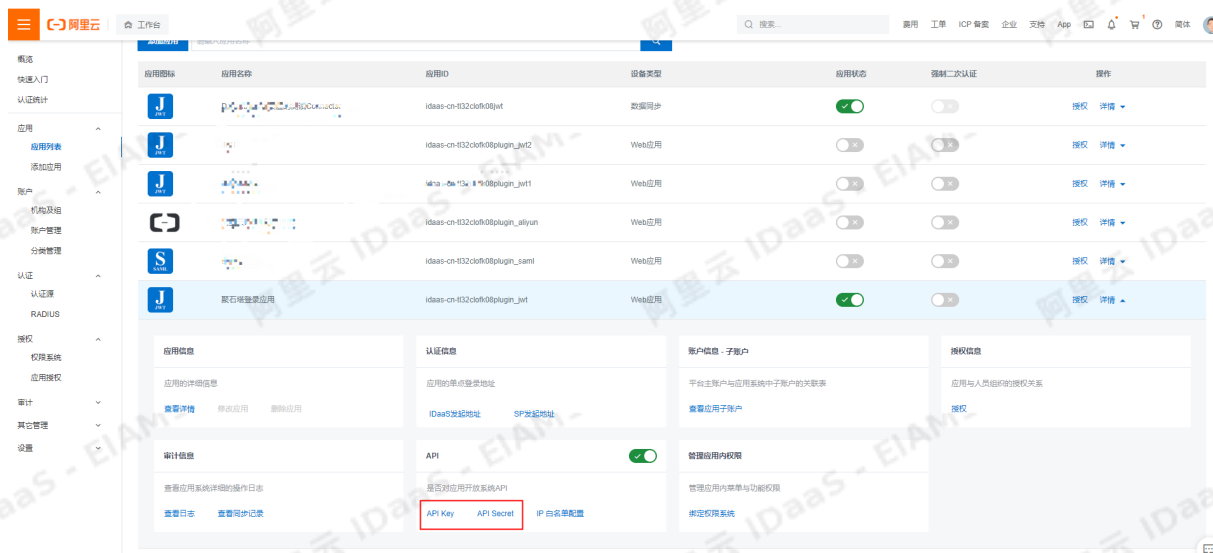 阿里云 工作台 搜索... 费用 工单 ICP 备案 企业 支持 App 1 简体
概览
快速入门
认证统计
应用
应用列表
添加应用
账户
机构及组
账户管理
分类管理
认证
认证源
RADIUS
授权
权限系统
应用授权
审计
其它管理
设置
应用图标 应用名称 应用ID 设备类型 应用状态 强制二次认证 操作
J JWT idaas-cn-tl32clofk08jwt 数据同步 授权 详情
J JWT idaas-cn-tl32clofk08plugin_jwt2 Web应用 授权 详情
J JWT k08plugin_jwt1 Web应用 授权 详情
idaas-cn-tl32clofk08plugin_aliyun Web应用 授权 详情
S SAML idaas-cn-tl32clofk08plugin_saml Web应用 授权 详情
J JWT 聚石塔登录应用 idaas-cn-tl32clofk08plugin_jwt Web应用 授权 详情
应用信息
应用的详细信息
查看详情 修改应用 删除应用
认证信息
应用的单点登录地址
IDaaS发起地址 SP发起地址
账户信息 - 子账户
平台主账户与应用系统中子账户的关联表
查看应用子账户
授权信息
应用与人员组织的授权关系
授权
审计信息
查看应用系统详细的操作日志
查看日志 查看同步记录
API
是否对应用开放系统API
API Key API Secret IP 白名单配置
管理应用内权限
管理应用内菜单与功能权限
绑定权限系统
阿里云 IDaaS - EIAM